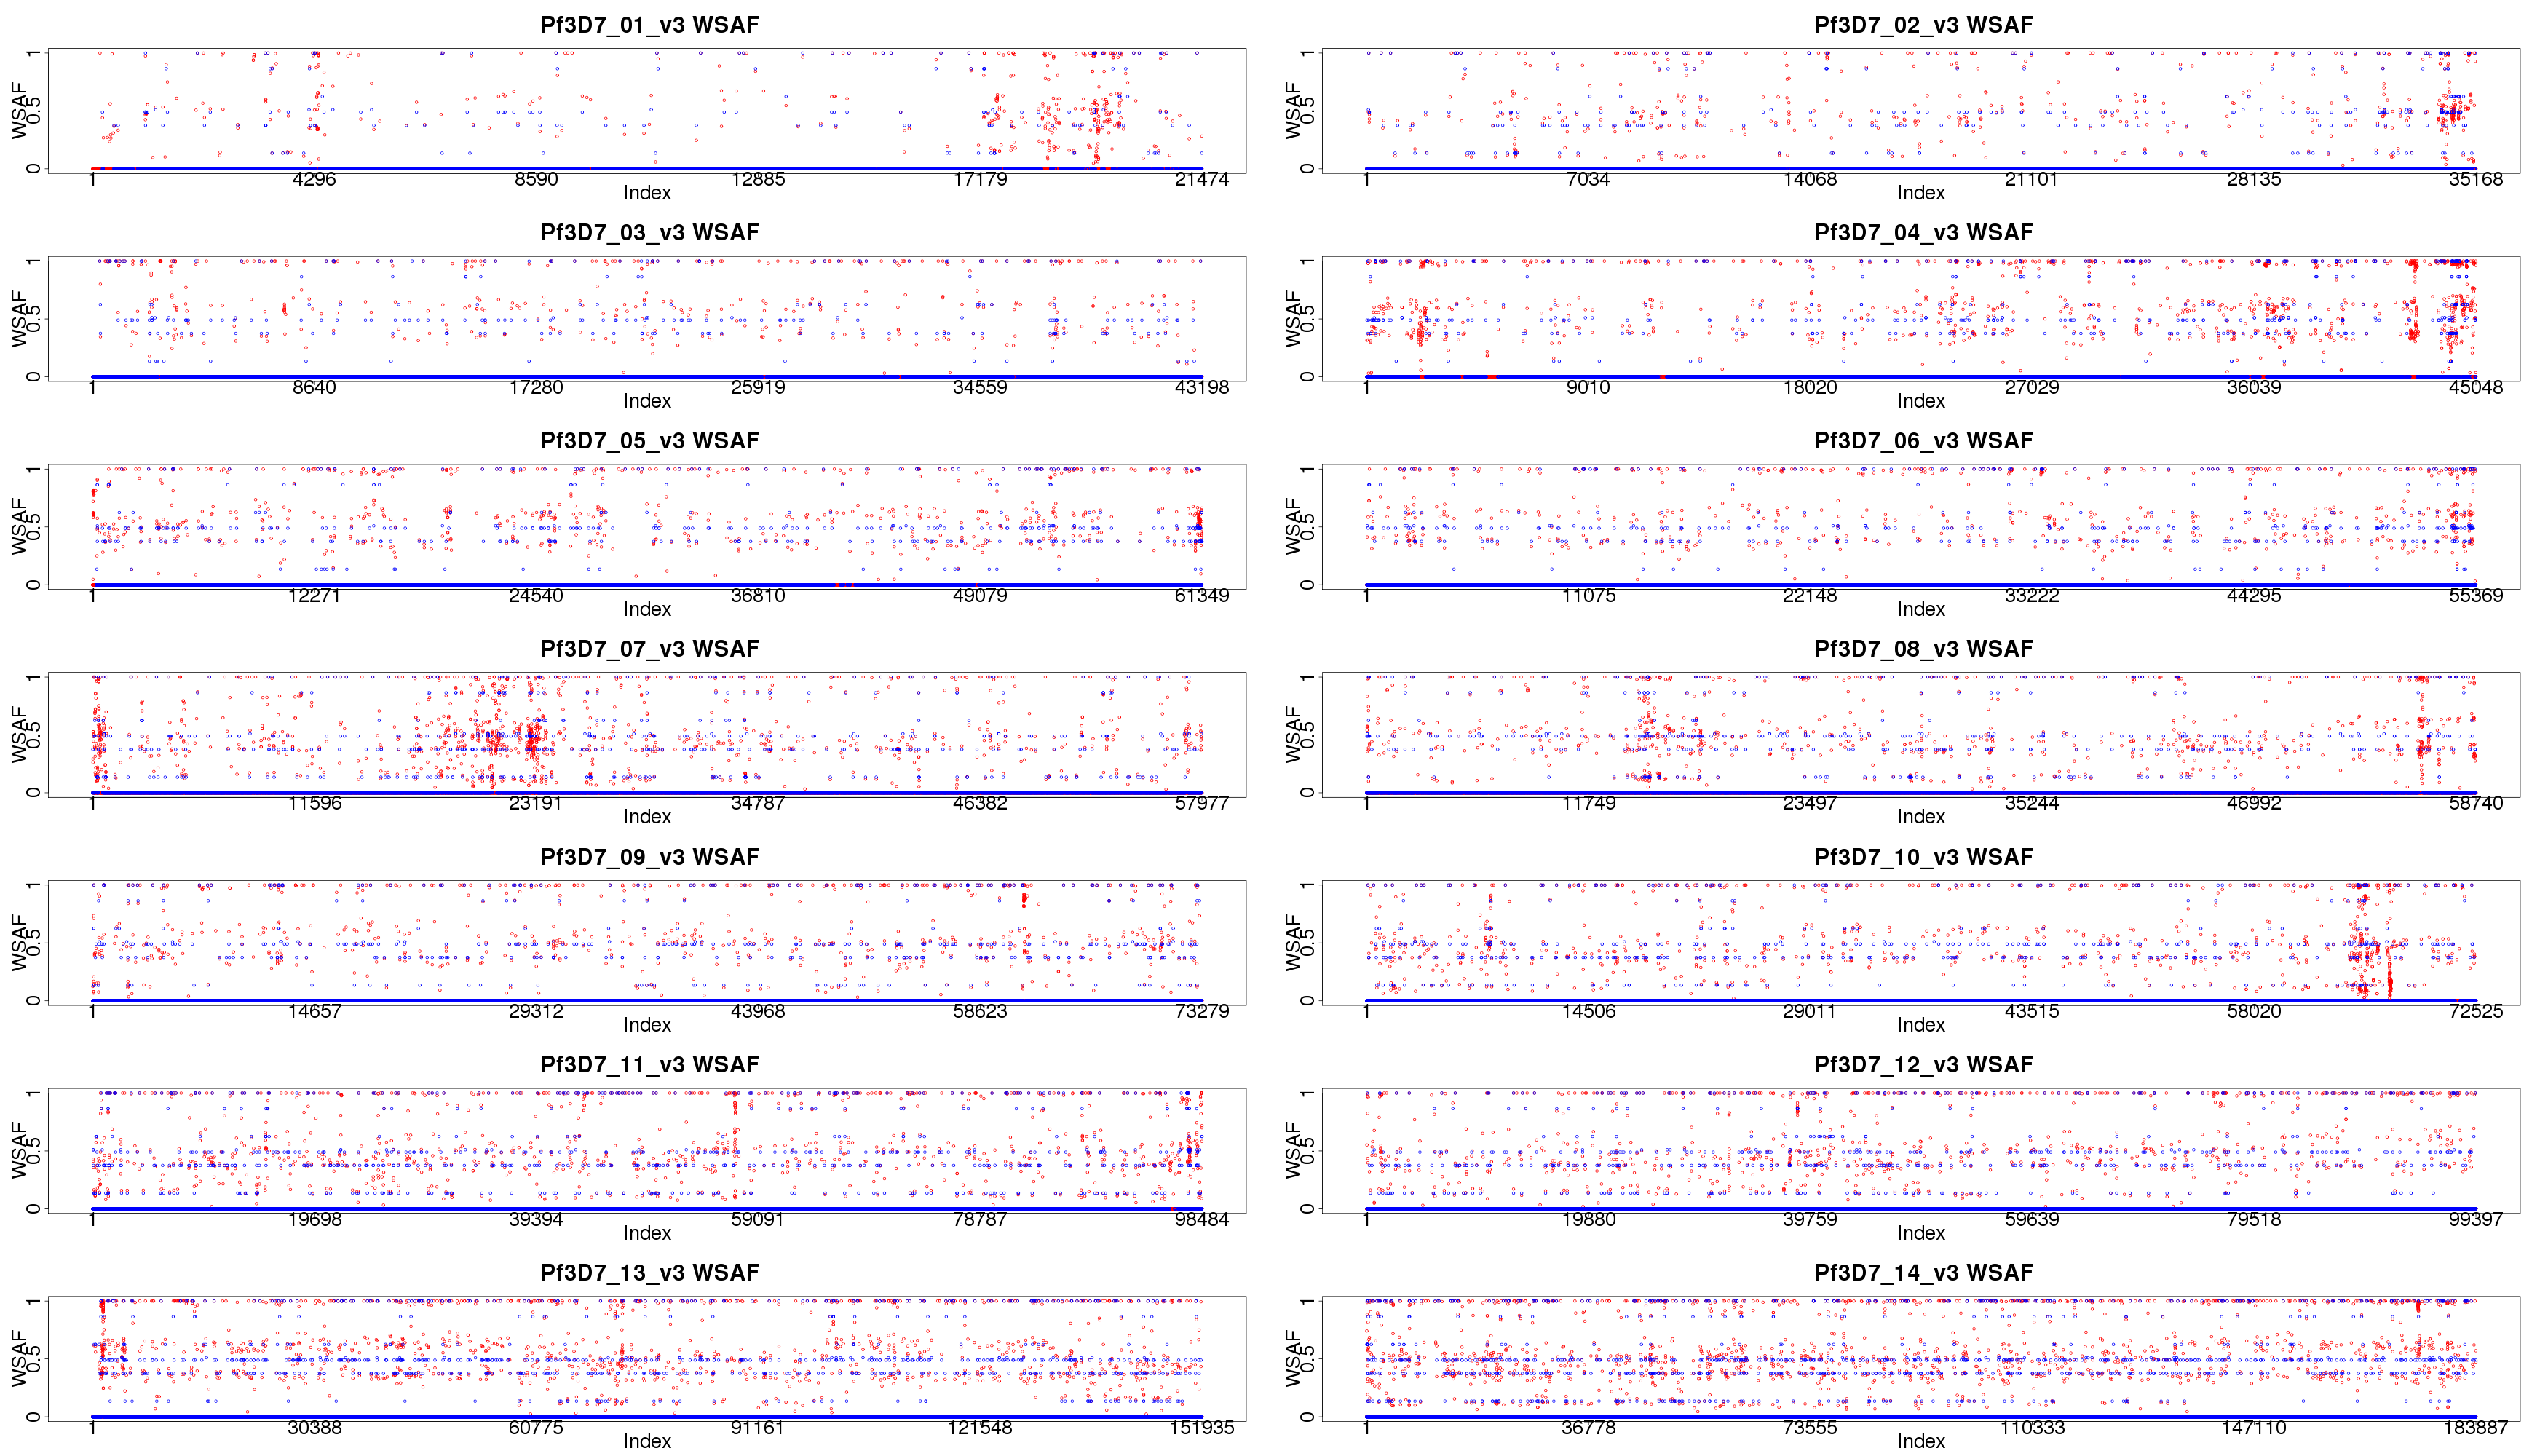 Pf3D7_01_v3 WSAF
WSAF
0 0.5 1
1 4296 8590 12885 17179 21474
Index
Pf3D7_02_v3 WSAF
WSAF
0 0.5 1
1 7034 14068 21101 28135 35168
Index
Pf3D7_03_v3 WSAF
WSAF
0 0.5 1
1 8640 17280 25919 34559 43198
Index
Pf3D7_04_v3 WSAF
WSAF
0 0.5 1
1 9010 18020 27029 36039 45048
Index
Pf3D7_05_v3 WSAF
WSAF
0 0.5 1
1 12271 24540 36810 49079 61349
Index
Pf3D7_06_v3 WSAF
WSAF
0 0.5 1
1 11075 22148 33222 44295 55369
Index
Pf3D7_07_v3 WSAF
WSAF
0 0.5 1
1 11596 23191 34787 46382 57977
Index
Pf3D7_08_v3 WSAF
WSAF
0 0.5 1
1 11749 23497 35244 46992 58740
Index
Pf3D7_09_v3 WSAF
WSAF
0 0.5 1
1 14657 29312 43968 58623 73279
Index
Pf3D7_10_v3 WSAF
WSAF
0 0.5 1
1 14506 29011 43515 58020 72525
Index
Pf3D7_11_v3 WSAF
WSAF
0 0.5 1
1 19698 39394 59091 78787 98484
Index
Pf3D7_12_v3 WSAF
WSAF
0 0.5 1
1 19880 39759 59639 79518 99397
Index
Pf3D7_13_v3 WSAF
WSAF
0 0.5 1
1 30388 60775 91161 121548 151935
Index
Pf3D7_14_v3 WSAF
WSAF
0 0.5 1
1 36778 73555 110333 147110 183887
Index